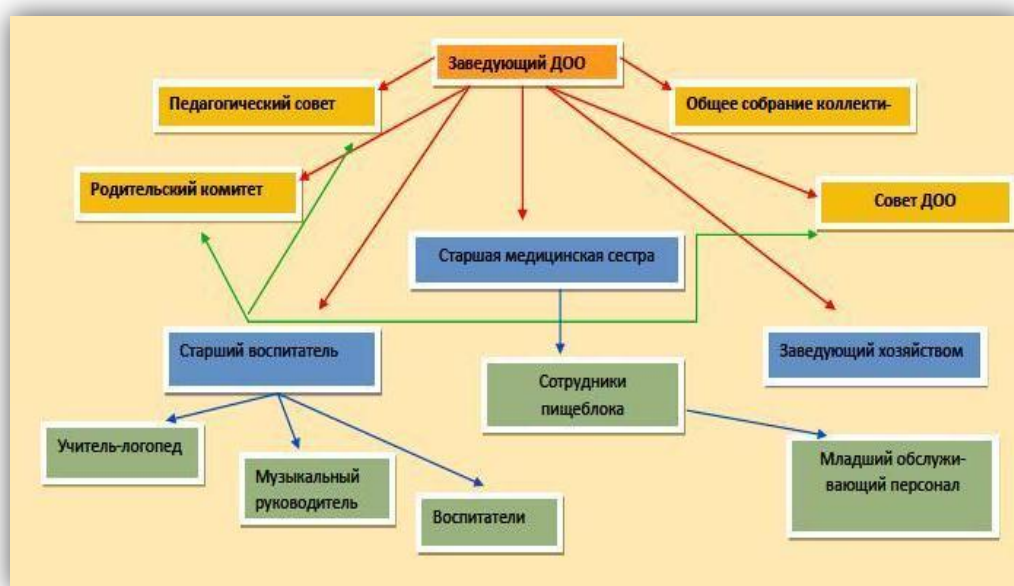 Заведующий ДОО
Педагогический совет
Общее собрание коллекти-
Родительский комитет
Совет ДОО
Старшая медицинская сестра
Старший воспитатель
Заведующий хозяйством
Сотрудники
пищеблока
Учитель-логопед
Музыкальный
руководитель
Воспитатели
Младший обслужи-
вающий персонал